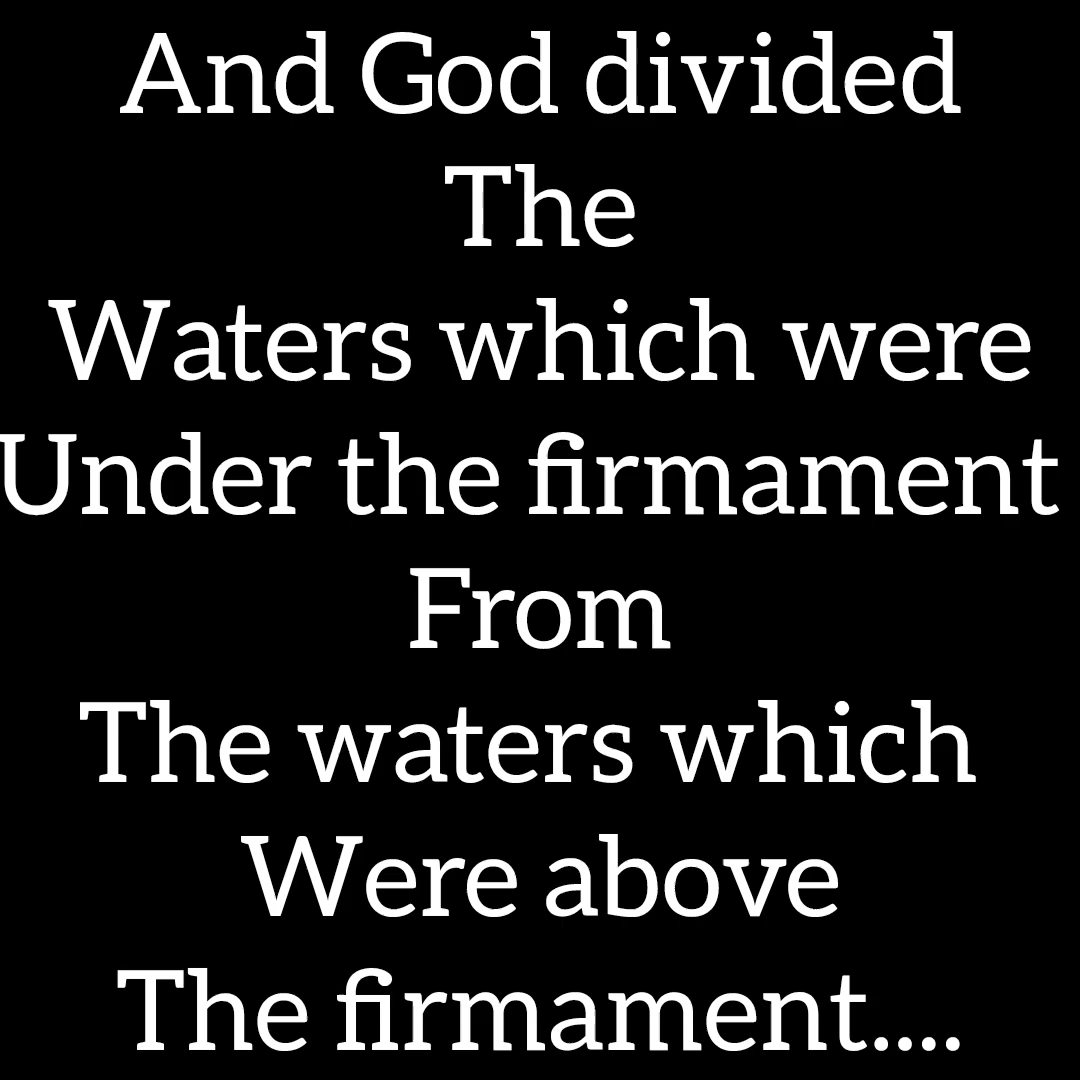 And God divided
The
Waters which were
Under the firmament
From
The waters which
Were above
The firmament....